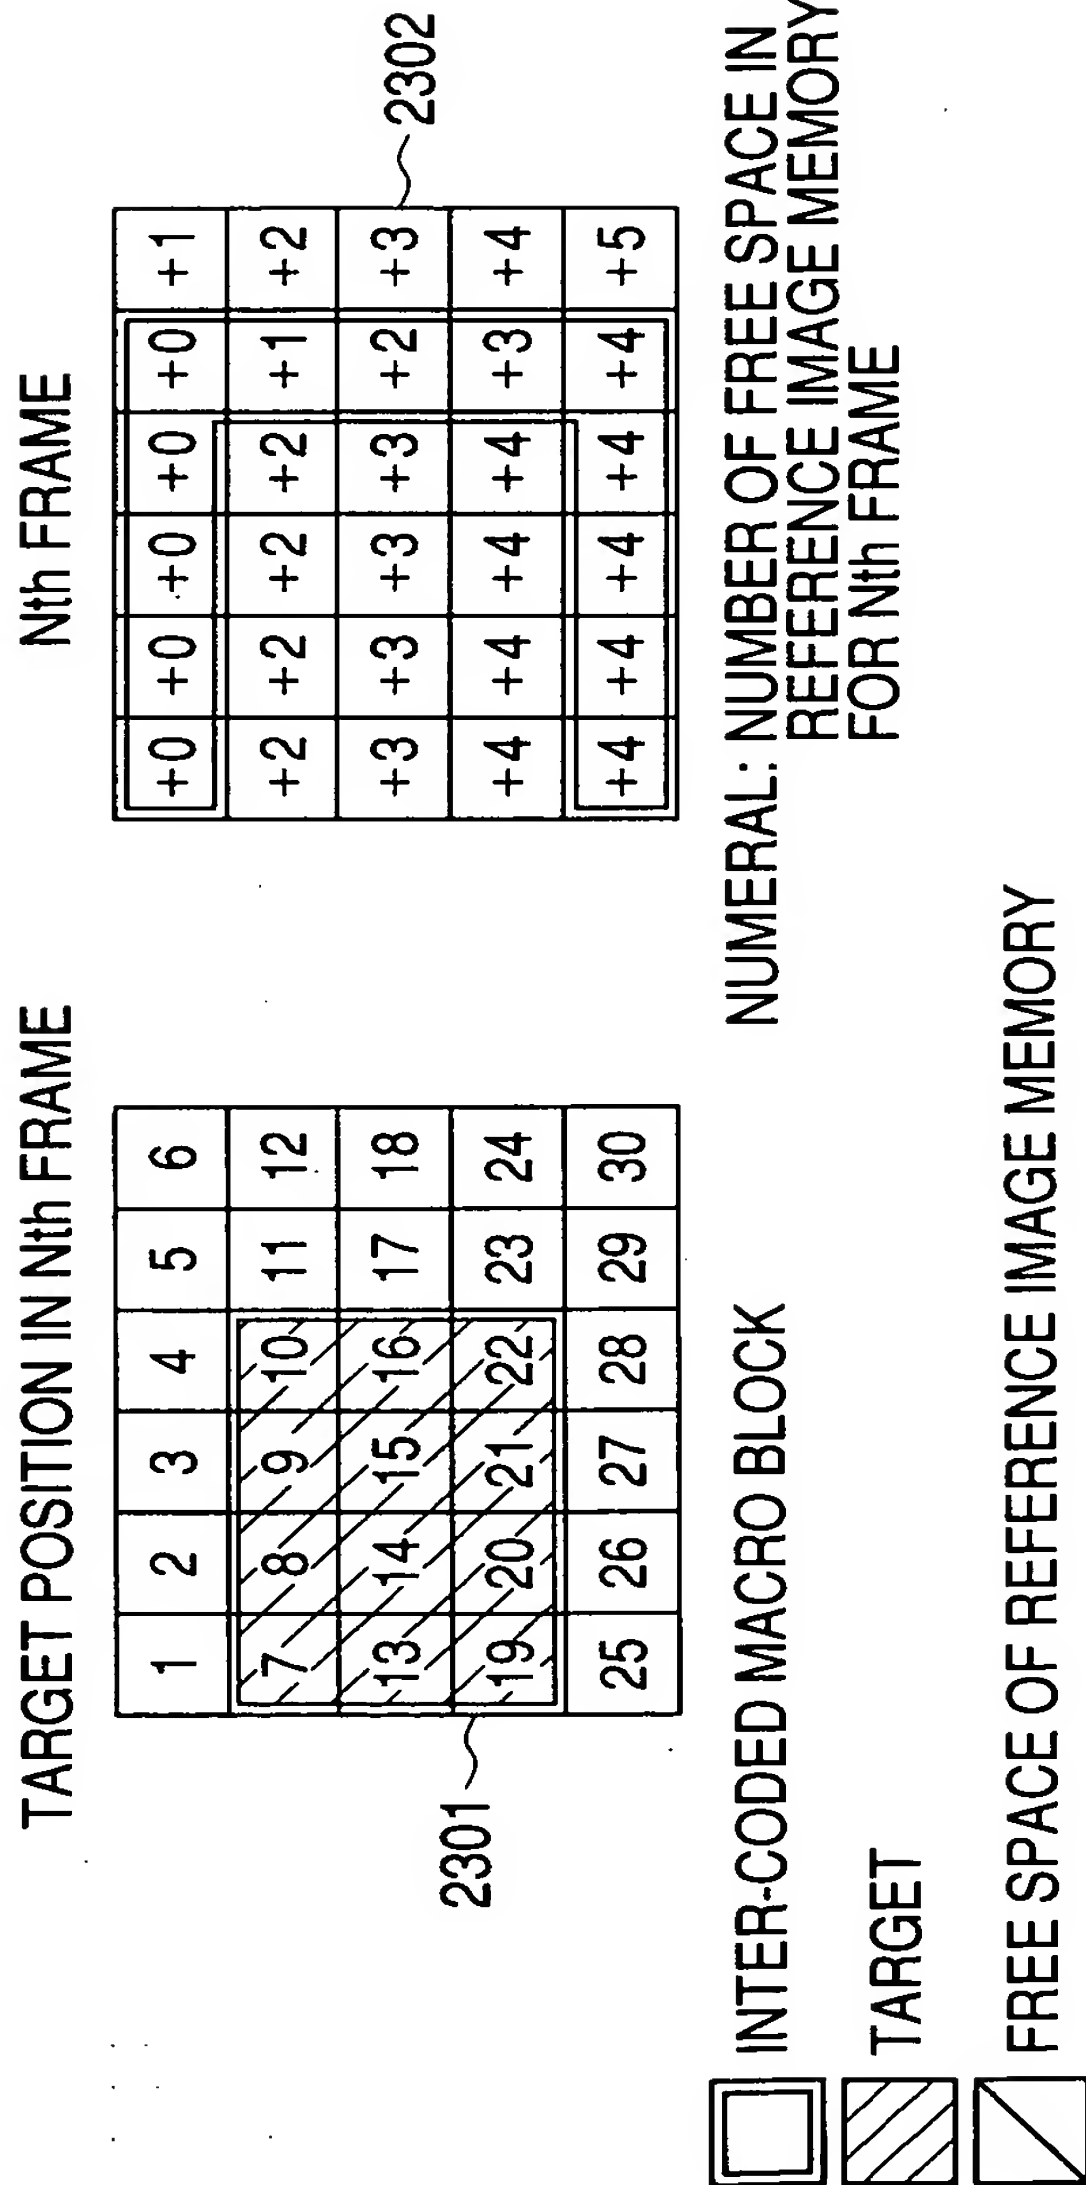 TARGET POSITION IN Nth FRAME
1 2 3 4 5 6
7 8 9 10 11 12
13 14 15 16 17 18
19 20 21 22 23 24
25 26 27 28 29 30
2301
Nth FRAME
+0 +0 +0 +0 +0 +1
+2 +2 +2 +2 +1 +2
+3 +3 +3 +3 +2 +3
+4 +4 +4 +4 +3 +4
+4 +4 +4 +4 +4 +5
2302
NUMERAL: NUMBER OF FREE SPACE IN
REFERENCE IMAGE MEMORY
FOR Nth FRAME
INTER-CODED MACRO BLOCK
TARGET
FREE SPACE OF REFERENCE IMAGE MEMORY